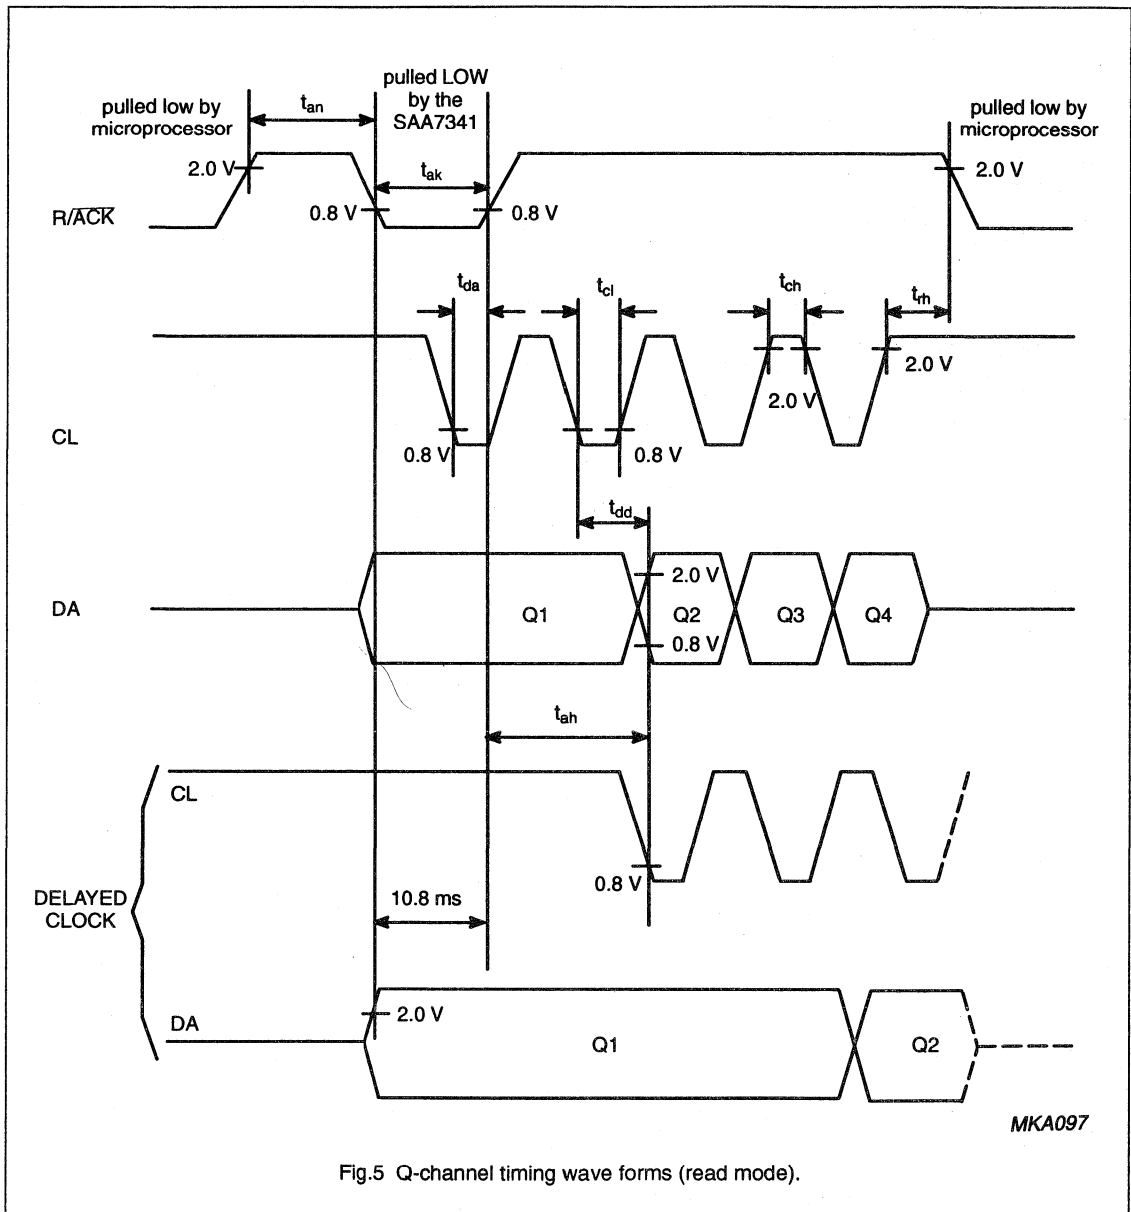 pulled LOW
by the
SAA7341
pulled low by
microprocessor
t_an
pulled low by
microprocessor
2.0 V
t_ak
2.0 V
R/A̅C̅K̅
0.8 V
0.8 V
t_da
t_cl
t_ch
t_rh
2.0 V
2.0 V
CL
0.8 V
0.8 V
t_dd
2.0 V
DA
Q1
Q2
Q3
Q4
0.8 V
t_ah
CL
0.8 V
DELAYED
CLOCK
10.8 ms
2.0 V
DA
Q1
Q2
MKA097
Fig.5 Q-channel timing wave forms (read mode).